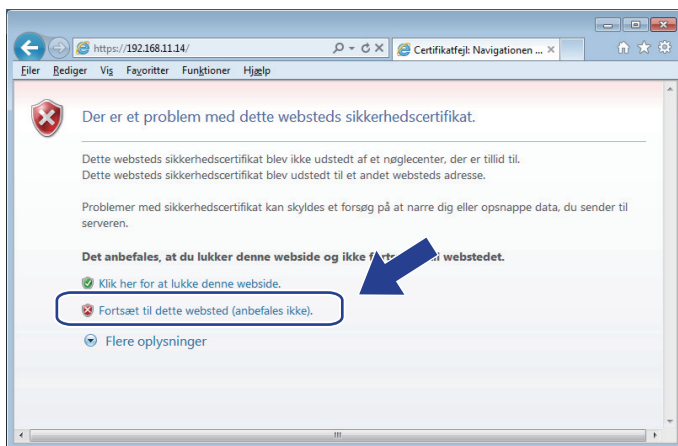 https://192.168.11.14/
Certifikatfejl: Navigationen ...
Filer Rediger Vis Favoritter Funktioner Hjælp
Der er et problem med dette websteds sikkerhedscertifikat.
Dette websteds sikkerhedscertifikat blev ikke udstedt af et nøglecenter, der er tillid til.
Dette websteds sikkerhedscertifikat blev udstedt til et andet websteds adresse.
Problemer med sikkerhedscertifikat kan skyldes et forsøg på at narre dig eller opsnappe data, du sender til
serveren.
Det anbefales, at du lukker denne webside og ikke webstedet.
Klik her for at lukke denne webside.
Fortsæt til dette websted (anbefales ikke).
Flere oplysninger